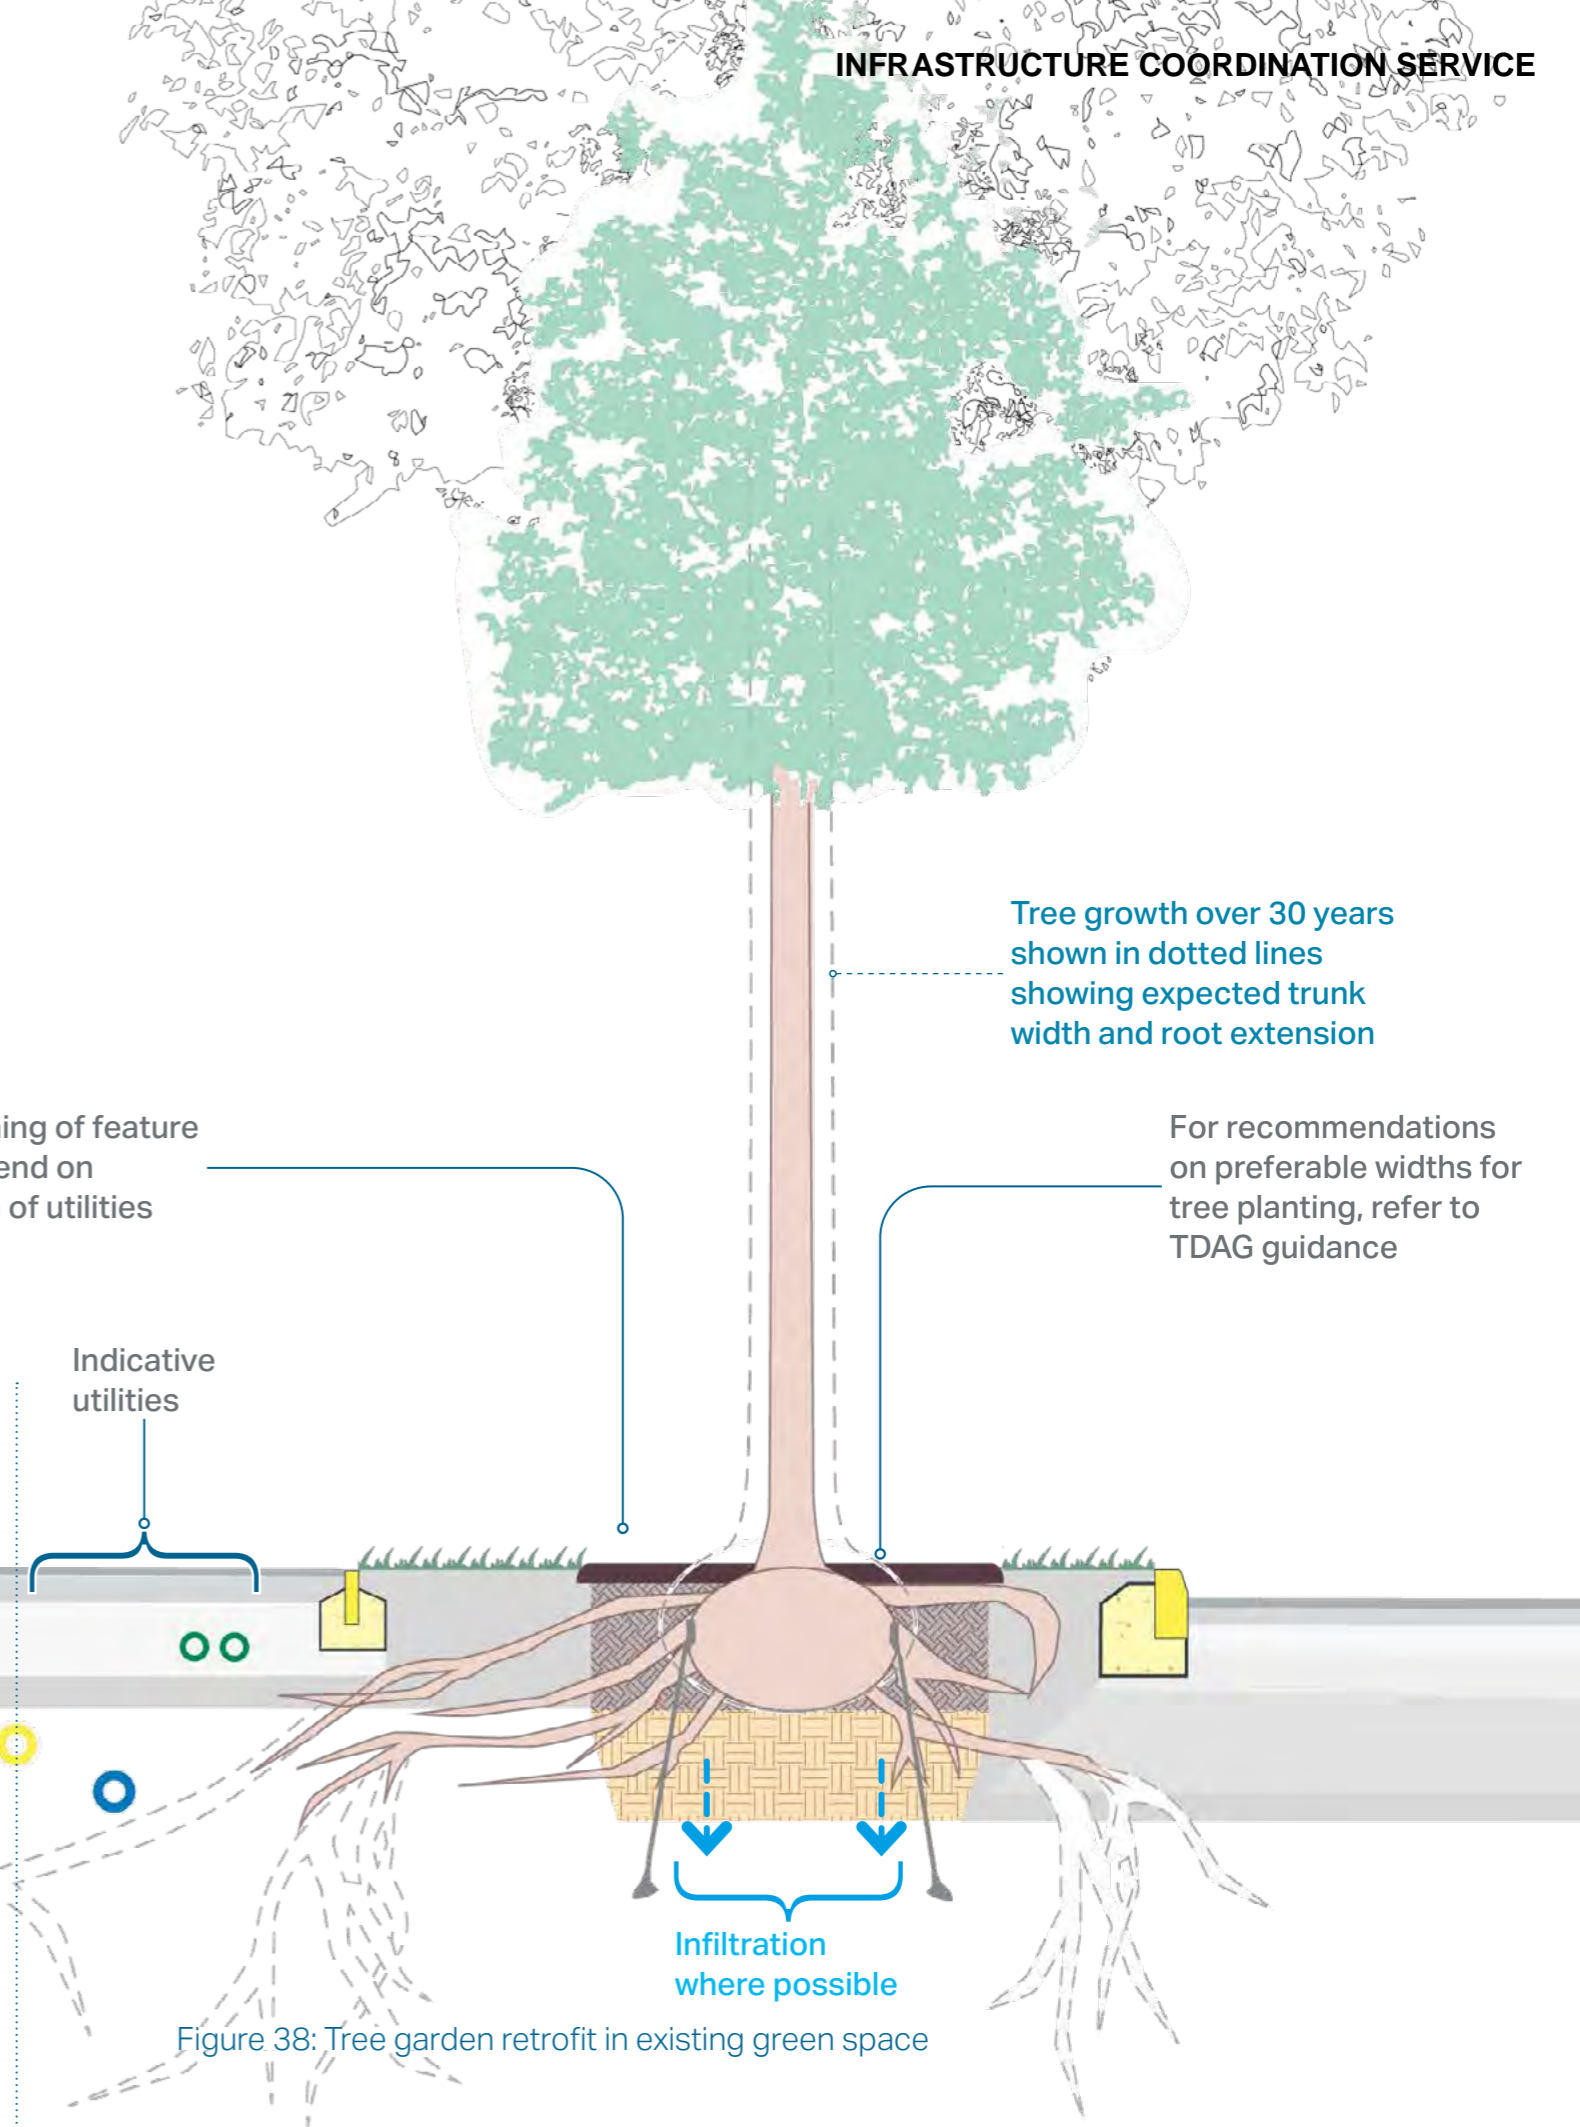 INFRASTRUCTURE COORDINATION SERVICE
Tree growth over 30 years
shown in dotted lines
showing expected trunk
width and root extension
of feature
on
of utilities
For recommendations
on preferable widths for
tree planting, refer to
TDAG guidance
Indicative
utilities
Infiltration
where possible
Figure 38: Tree garden retrofit in existing green space